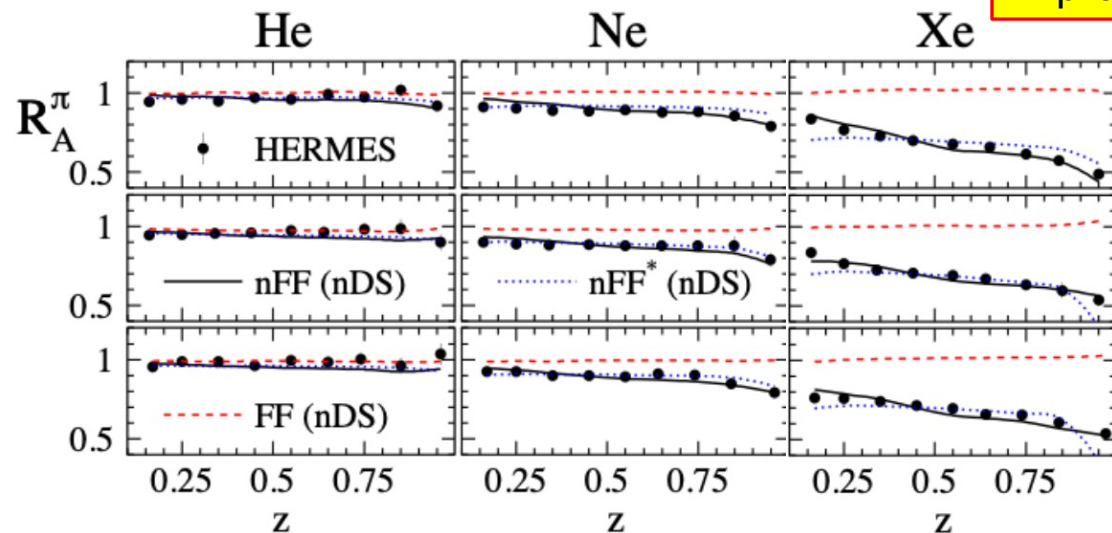 He Ne Xe
R_A^π
1
0.5
HERMES
1
0.5
nFF (nDS) nFF* (nDS)
1
0.5
FF (nDS)
0.25 0.5 0.75 0.25 0.5 0.75 0.25 0.5 0.75
z z z